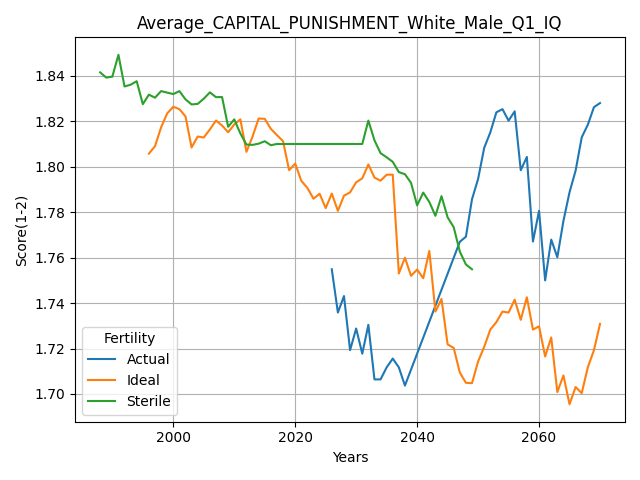 Average_CAPITAL_PUNISHMENT_White_Male_Q1_IQ
Score(1-2)
1.84
1.82
1.80
1.78
1.76
1.74
1.72
1.70
Fertility
Actual
Ideal
Sterile
2000 2020 2040 2060
Years